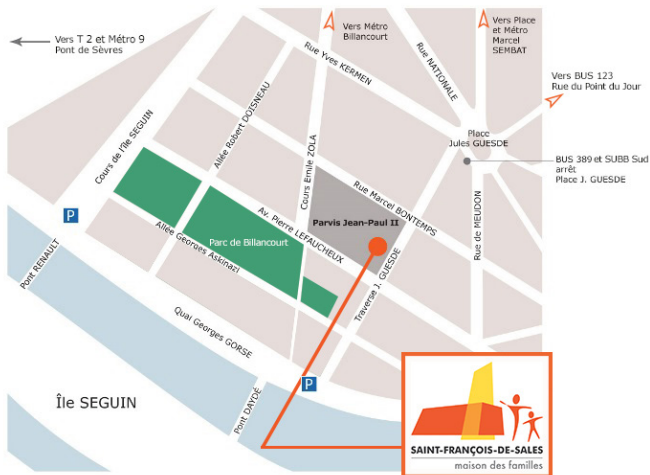 Vers T 2 et Métro 9
Pont de Sèvres
Vers Métro
Billancourt
Vers Place
et Métro
Marcel
SEMBAT
Vers BUS 123
Rue du Point du Jour
Rue Yves KERMEN
Rue NATIONALE
Place
Jules GUESDE
BUS 389 et SUBB Sud
arrêt
Place J. GUESDE
Allée Robert DOISNEAU
Cours de l'île SEGUIN
Cours Emile ZOLA
Rue Marcel BONTEMPS
Rue de MEUDON
Parvis Jean-Paul II
Av. Pierre LEFAUCHEUX
Parc de Billancourt
Allée Georges Askinazi
Traverse J. GUESDE
P
Pont RENAULT
Quai Georges GORSE
P
Île SEGUIN
Pont DAYDÉ
SAINT-FRANÇOIS-DE-SALES
maison des familles